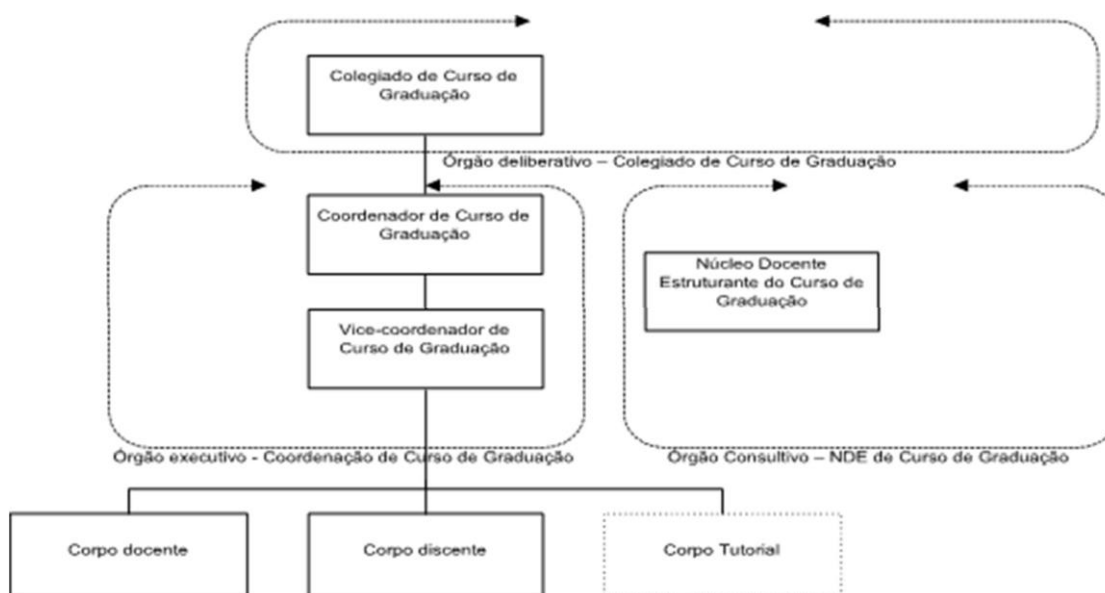 Colegiado de Curso de
Graduação
Órgão deliberativo – Colegiado de Curso de Graduação
Coordenador de Curso de
Graduação
Núcleo Docente
Estruturante do Curso de
Graduação
Vice-coordenador de
Curso de Graduação
Órgão executivo - Coordenação de Curso de Graduação
Órgão Consultivo – NDE de Curso de Graduação
Corpo docente
Corpo discente
Corpo Tutorial